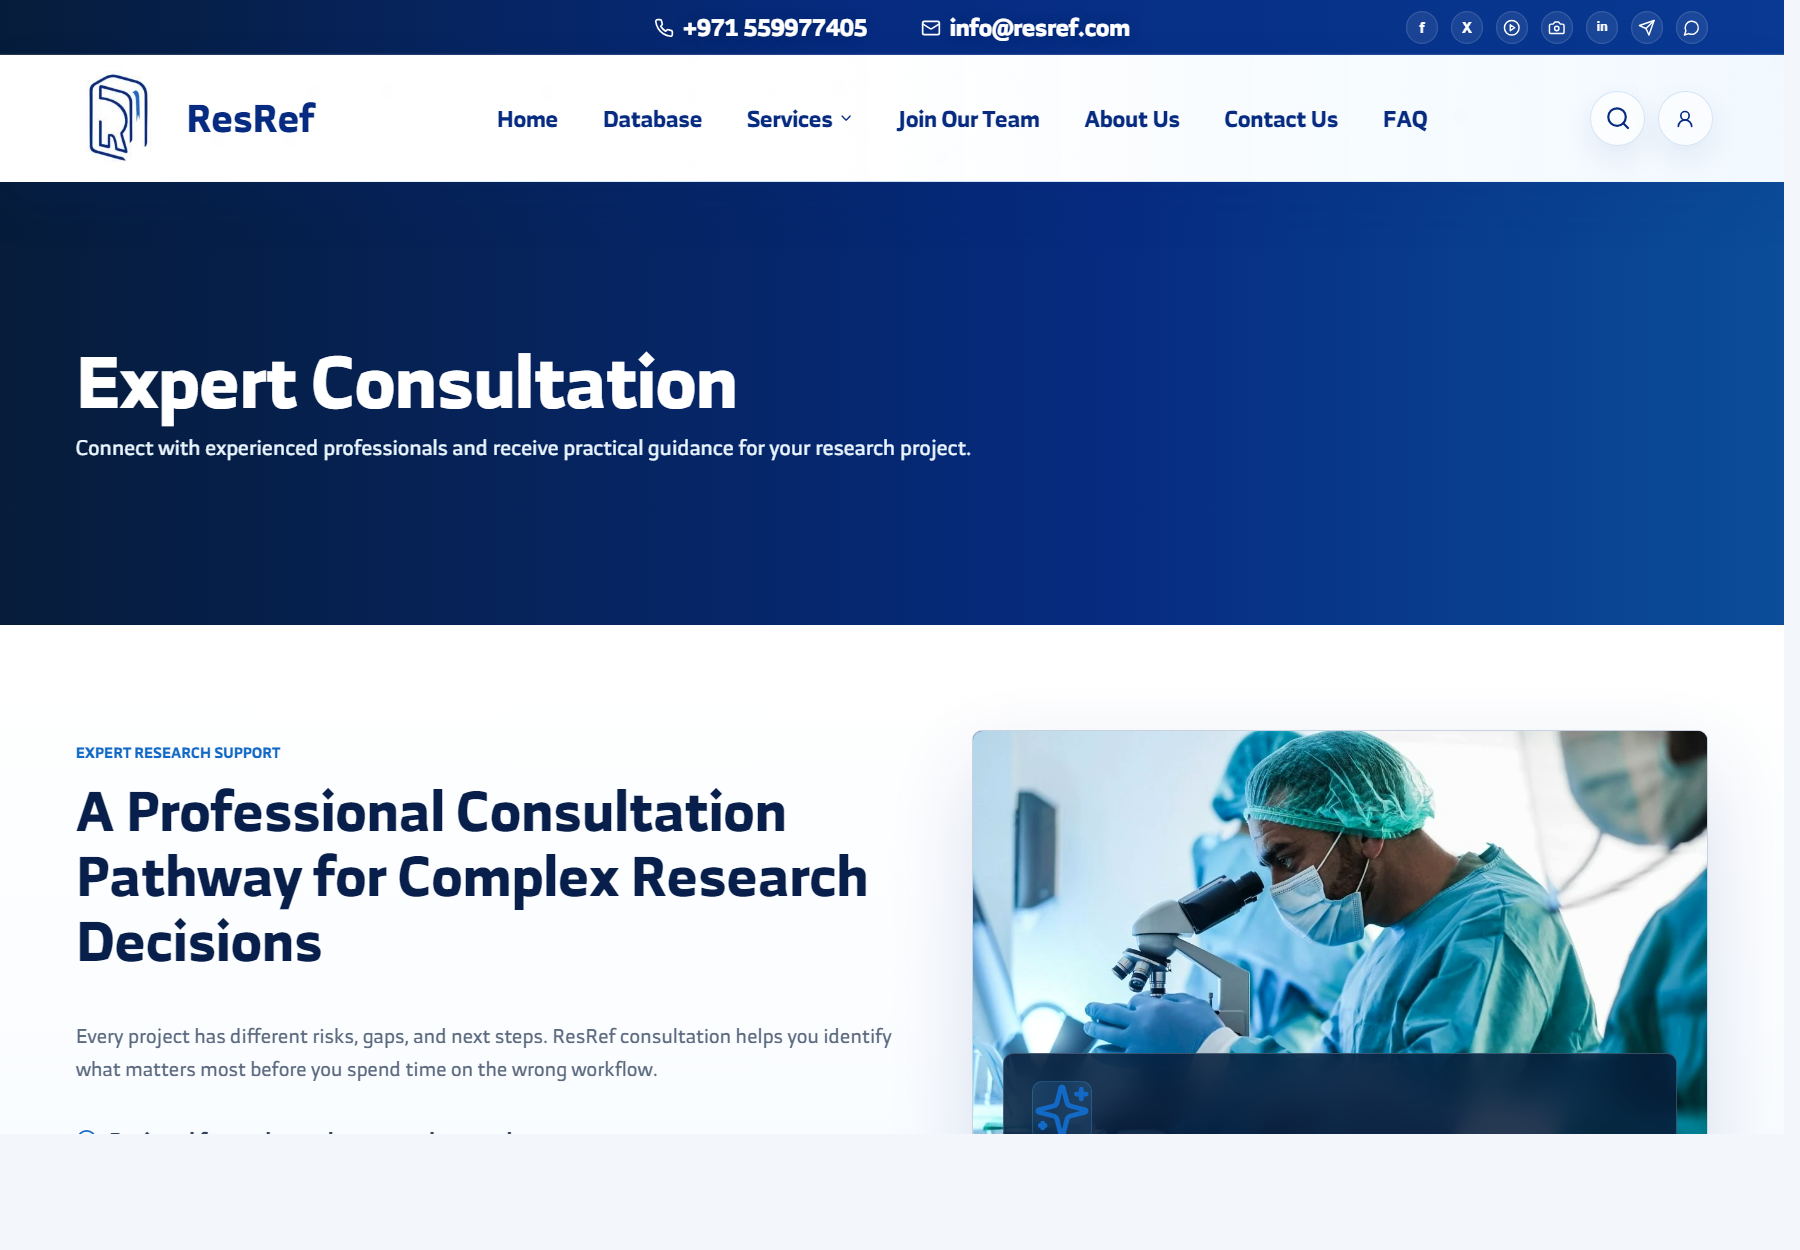 +971 559977405
info@resref.com
f
X
in
ResRef
Home
Database
Services
Join Our Team
About Us
Contact Us
FAQ
Expert Consultation
Connect with experienced professionals and receive practical guidance for your research project.
EXPERT RESEARCH SUPPORT
A Professional Consultation
Pathway for Complex Research
Decisions
Every project has different risks, gaps, and next steps. ResRef consultation helps you identify
what matters most before you spend time on the wrong workflow.